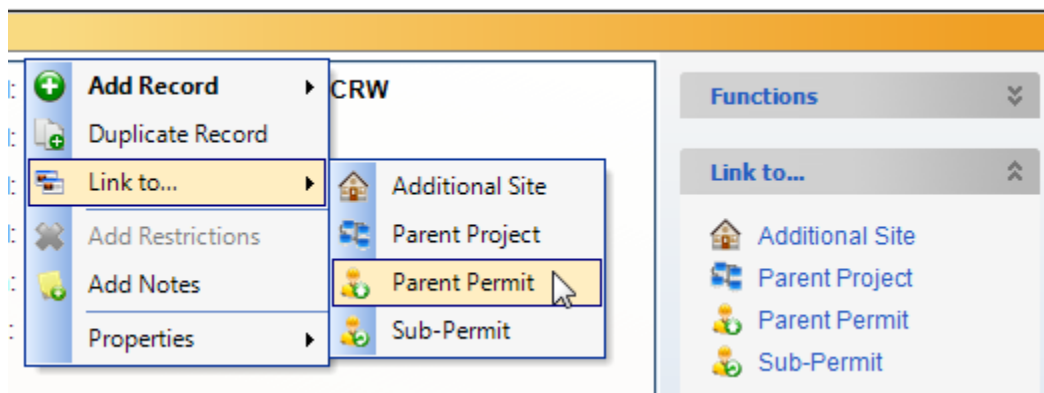 Add Record
CRW
Duplicate Record
Link to...
Add Restrictions
Add Notes
Properties
Additional Site
Parent Project
Parent Permit
Sub-Permit
Functions
Link to...
Additional Site
Parent Project
Parent Permit
Sub-Permit